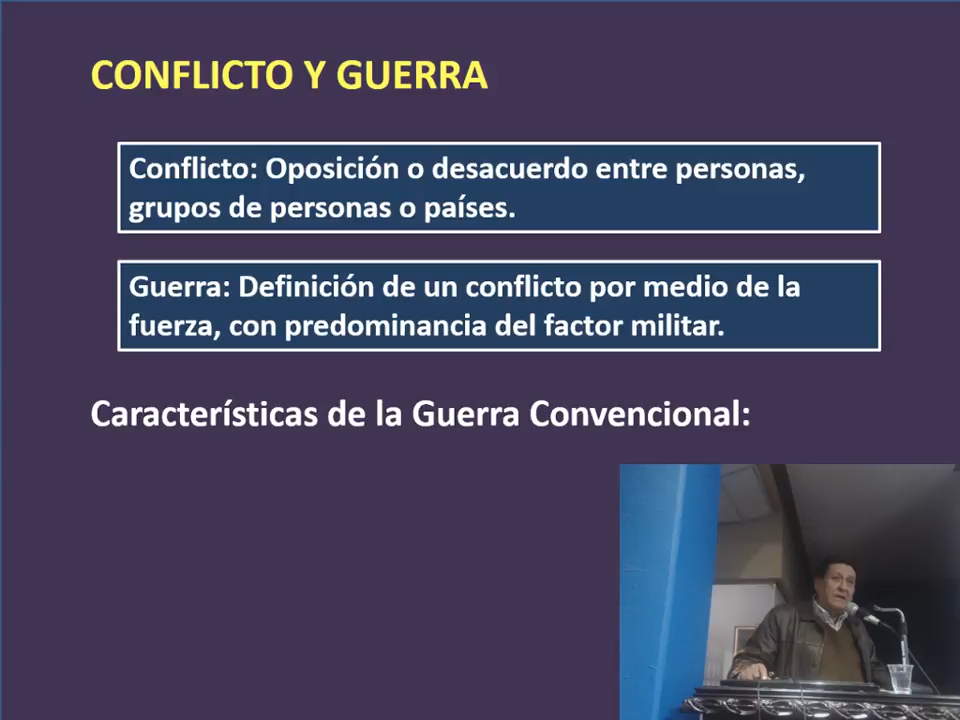 CONFLICTO Y GUERRA
Conflicto: Oposición o desacuerdo entre personas,
grupos de personas o países.
Guerra: Definición de un conflicto por medio de la
fuerza, con predominancia del factor militar.
Características de la Guerra Convencional: